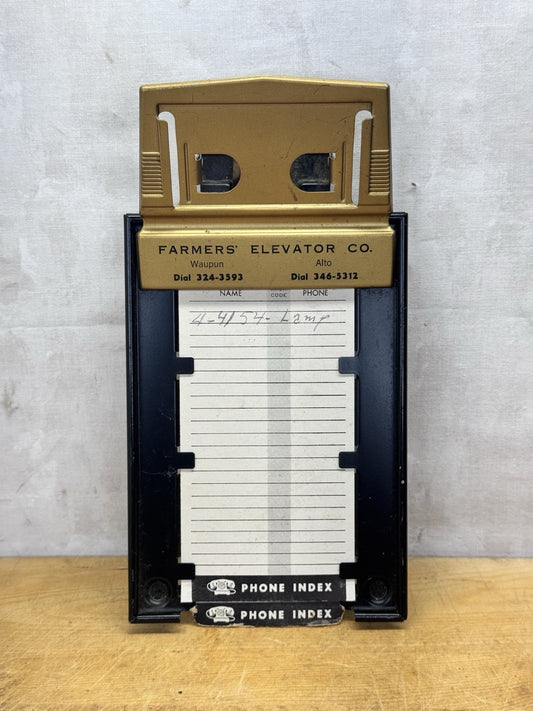 FARMERS' ELEVATOR CO.
Waupun Alto
Dial 324-3593 Dial 346-5312
NAME CODE PHONE
4-4154- Lamp
PHONE INDEX
PHONE INDEX